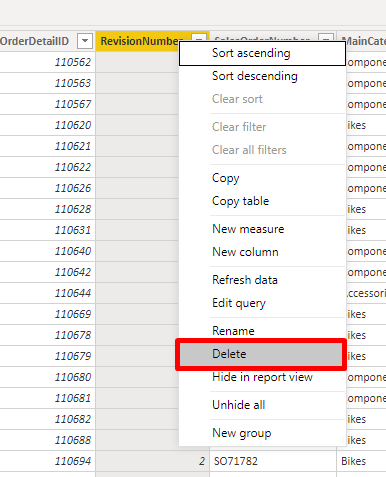 OrderDetailID RevisionNumber SalesOrderNumber MainCate
110562
110563
110567
110620
110621
110622
110626
110628
110631
110640
110642
110644
110669
110678
110679
110680
110681
110682
110688
Sort ascending
Sort descending
Clear sort
Clear filter
Clear all filters
Copy
Copy table
New measure
New column
Refresh data
Edit query
Rename
Delete
Hide in report view
Unhide all
New group
ompone
ompone
ompone
ikes
ompone
ompone
ompone
ikes
ikes
ompone
ompone
ccessori
ikes
ikes
ikes
ompone
ompone
ikes
ikes
110694 2 SO71782 Bikes